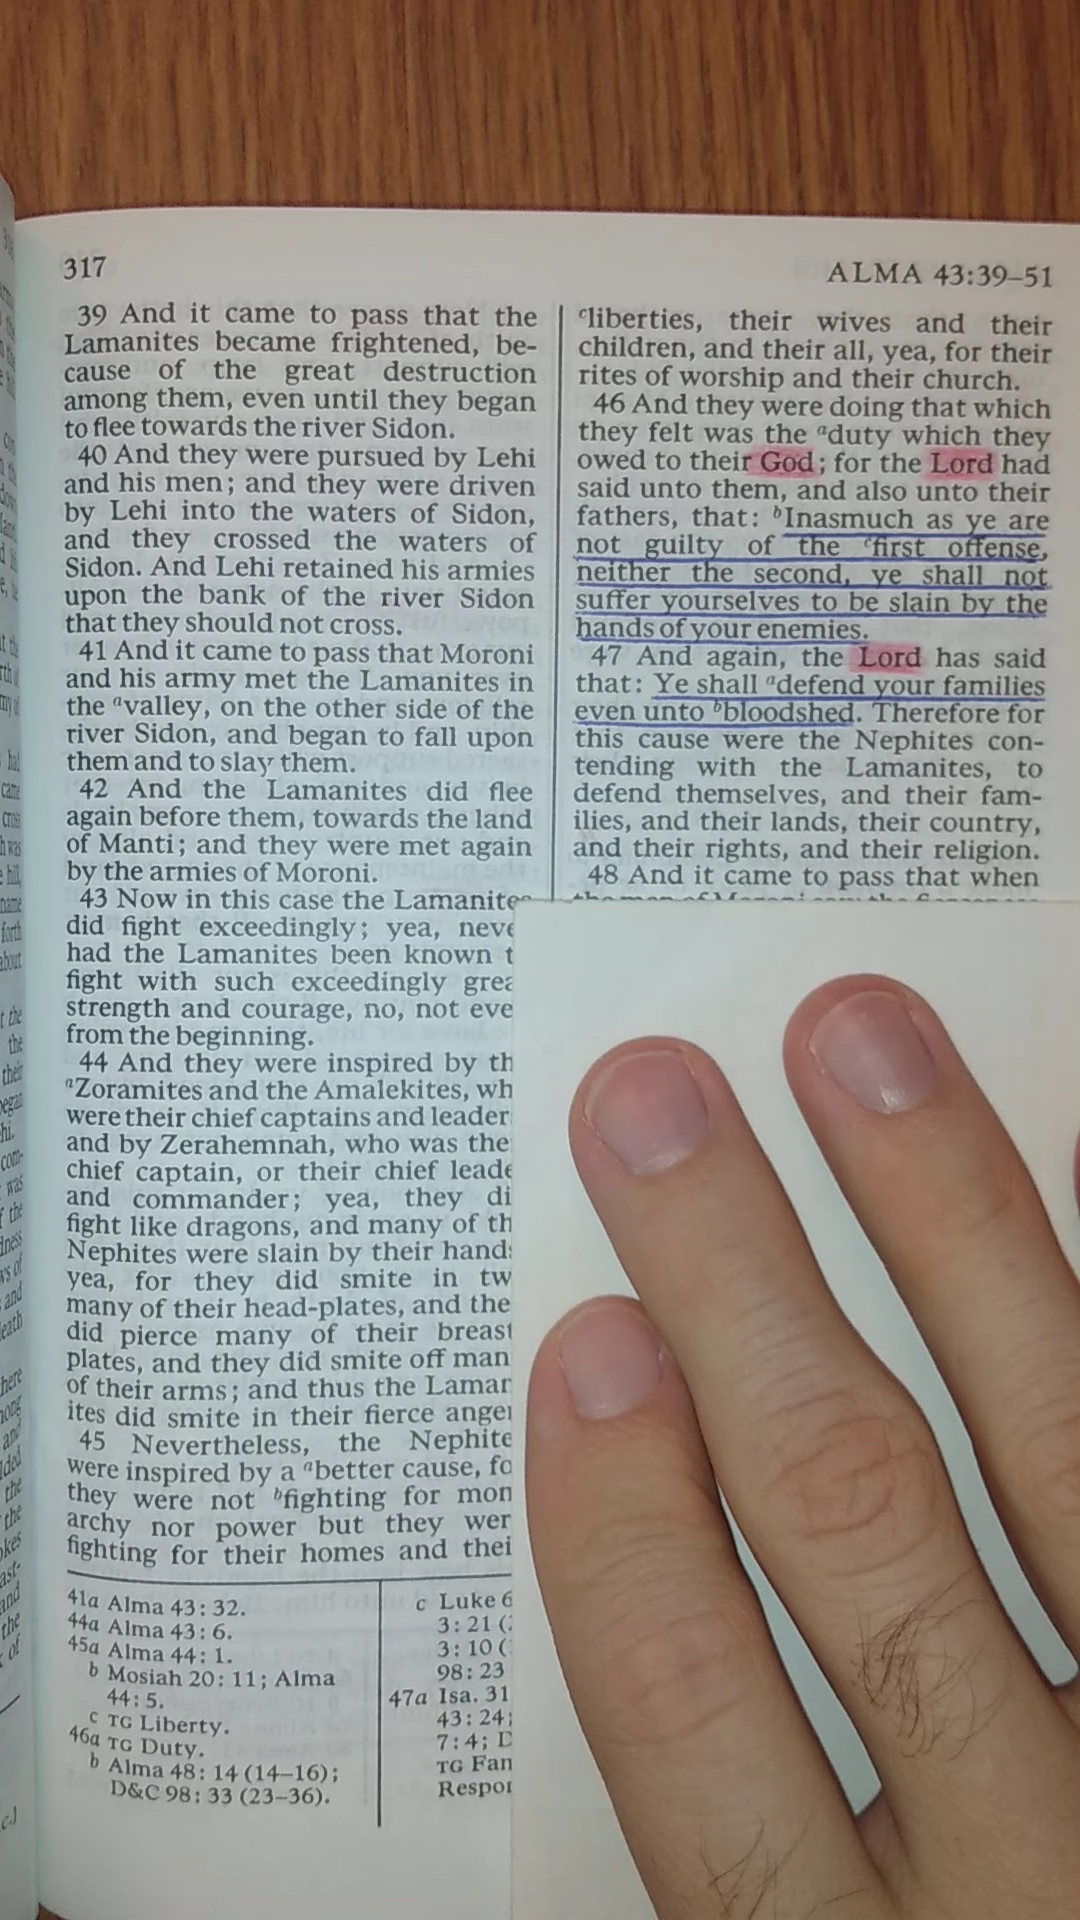 317
ALMA 43:39–51
39 And it came to pass that the
Lamanites became frightened, be-
cause of the great destruction
among them, even until they began
to flee towards the river Sidon.
40 And they were pursued by Lehi
and his men; and they were driven
by Lehi into the waters of Sidon,
and they crossed the waters of
Sidon. And Lehi retained his armies
upon the bank of the river Sidon
that they should not cross.
41 And it came to pass that Moroni
and his army met the Lamanites in
the ᵃvalley, on the other side of the
river Sidon, and began to fall upon
them and to slay them.
42 And the Lamanites did flee
again before them, towards the land
of Manti; and they were met again
by the armies of Moroni.
43 Now in this case the Lamanites
did fight exceedingly; yea, neve
had the Lamanites been known t
fight with such exceedingly grea
strength and courage, no, not eve
from the beginning.
44 And they were inspired by th
ᵃZoramites and the Amalekites, wh
were their chief captains and leader
and by Zerahemnah, who was the
chief captain, or their chief leade
and commander; yea, they di
fight like dragons, and many of th
Nephites were slain by their hands
yea, for they did smite in tw
many of their head-plates, and the
did pierce many of their breast
plates, and they did smite off man
of their arms; and thus the Laman
ites did smite in their fierce anger
45 Nevertheless, the Nephite
were inspired by a ᵃbetter cause, fo
they were not ᵇfighting for mon
archy nor power but they wer
fighting for their homes and thei
ᶜliberties, their wives and their
children, and their all, yea, for their
rites of worship and their church.
46 And they were doing that which
they felt was the ᵃduty which they
owed to their God; for the Lord had
said unto them, and also unto their
fathers, that: ᵇInasmuch as ye are
not guilty of the ᶜfirst offense,
neither the second, ye shall not
suffer yourselves to be slain by the
hands of your enemies.
47 And again, the Lord has said
that: Ye shall ᵃdefend your families
even unto ᵇbloodshed. Therefore for
this cause were the Nephites con-
tending with the Lamanites, to
defend themselves, and their fam-
ilies, and their lands, their country,
and their rights, and their religion.
48 And it came to pass that when
41a Alma 43:32.
44a Alma 43:6.
45a Alma 44:1.
b Mosiah 20:11; Alma
44:5.
c TG Liberty.
46a TG Duty.
b Alma 48:14 (14–16);
D&C 98:33 (23–36).
c Luke 6
3:21 (
3:10 (
98:23
47a Isa. 31
43:24;
7:4; D
TG Fam
Respon